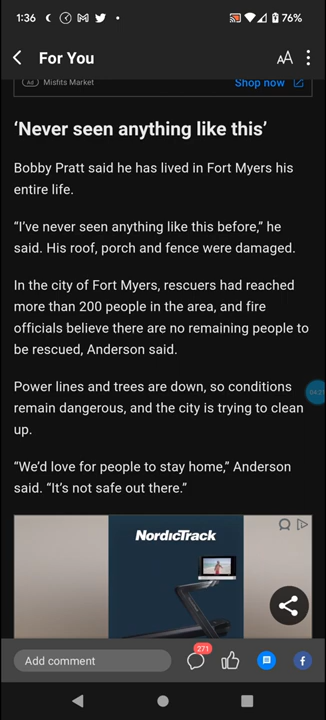 1:36 76%
For You AA
Ad Misfits Market Shop now
‘Never seen anything like this’
Bobby Pratt said he has lived in Fort Myers his
entire life.
“I’ve never seen anything like this before,” he
said. His roof, porch and fence were damaged.
In the city of Fort Myers, rescuers had reached
more than 200 people in the area, and fire
officials believe there are no remaining people to
be rescued, Anderson said.
Power lines and trees are down, so conditions
remain dangerous, and the city is trying to clean
up.
“We’d love for people to stay home,” Anderson
said. “It’s not safe out there.”
NordicTrack
Add comment 271